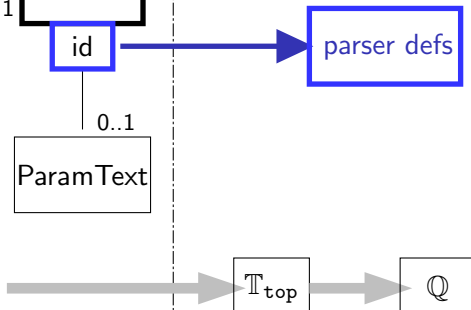 1
id
parser defs
0..1
ParamText
𝕋top
ℚ